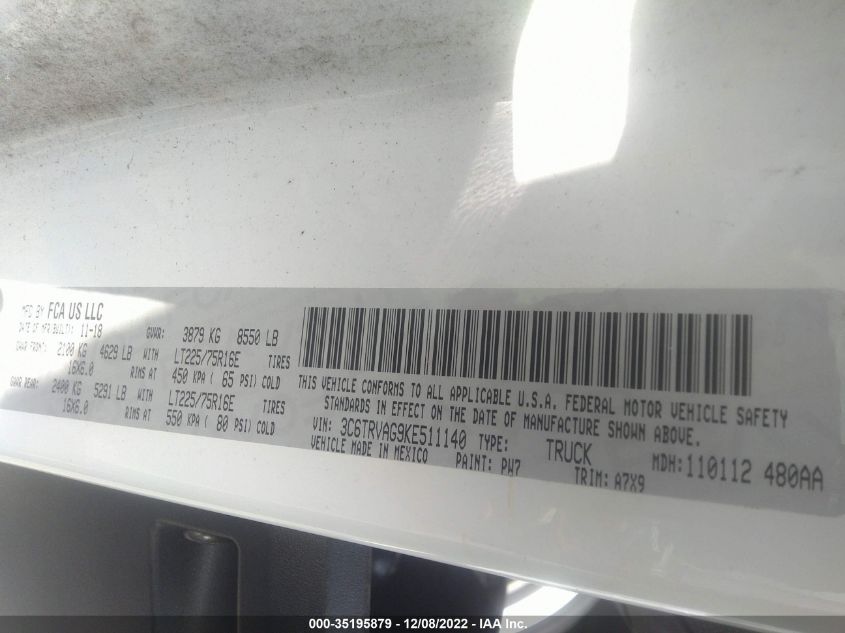 MFD BY FCA US LLC
DATE OF MFR BUILT: 11-18 GVWR: 3879 KG 8550 LB
GAWR FRONT: 2100 KG 4629 LB WITH LT225/75R16E TIRES
16X6.0 RIMS AT 450 KPA ( 65 PSI) COLD
GAWR REAR: 2400 KG 5291 LB WITH LT225/75R16E TIRES
16X6.0 RIMS AT 550 KPA ( 80 PSI) COLD
THIS VEHICLE CONFORMS TO ALL APPLICABLE U.S.A. FEDERAL MOTOR VEHICLE SAFETY
STANDARDS IN EFFECT ON THE DATE OF MANUFACTURE SHOWN ABOVE.
VIN: 3C6TRVAG9KE511140 TYPE: TRUCK MDH: 110112 480AA
VEHICLE MADE IN MEXICO PAINT: PW7 TRIM: A7X9
000-35195879 / 12/08/2022 - IAA Inc.